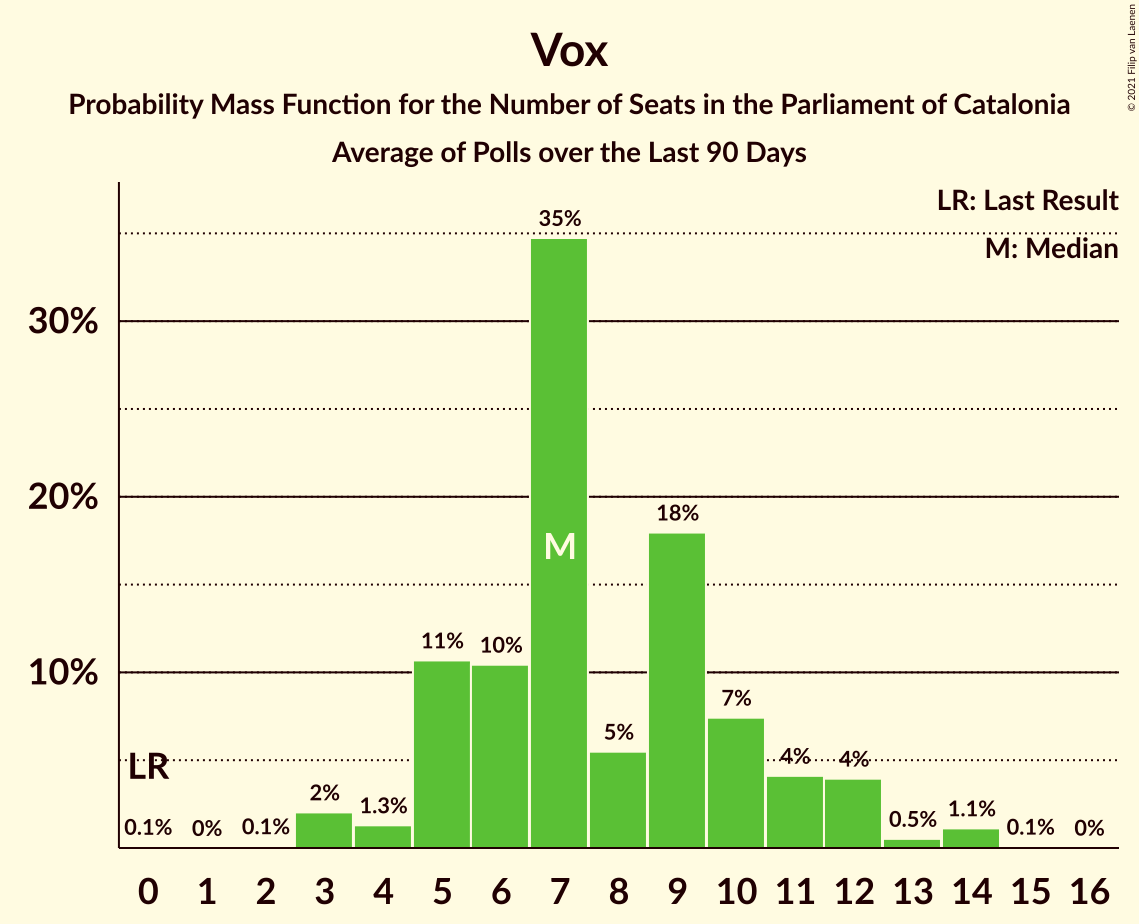 Vox
Probability Mass Function for the Number of Seats in the Parliament of Catalonia
Average of Polls over the Last 90 Days
© 2021 Filip van Laenen
LR: Last Result
M: Median
30%
20%
10%
LR
M
0.1% 0% 0.1% 2% 1.3% 11% 10% 35% 5% 18% 7% 4% 4% 0.5% 1.1% 0.1% 0%
0 1 2 3 4 5 6 7 8 9 10 11 12 13 14 15 16